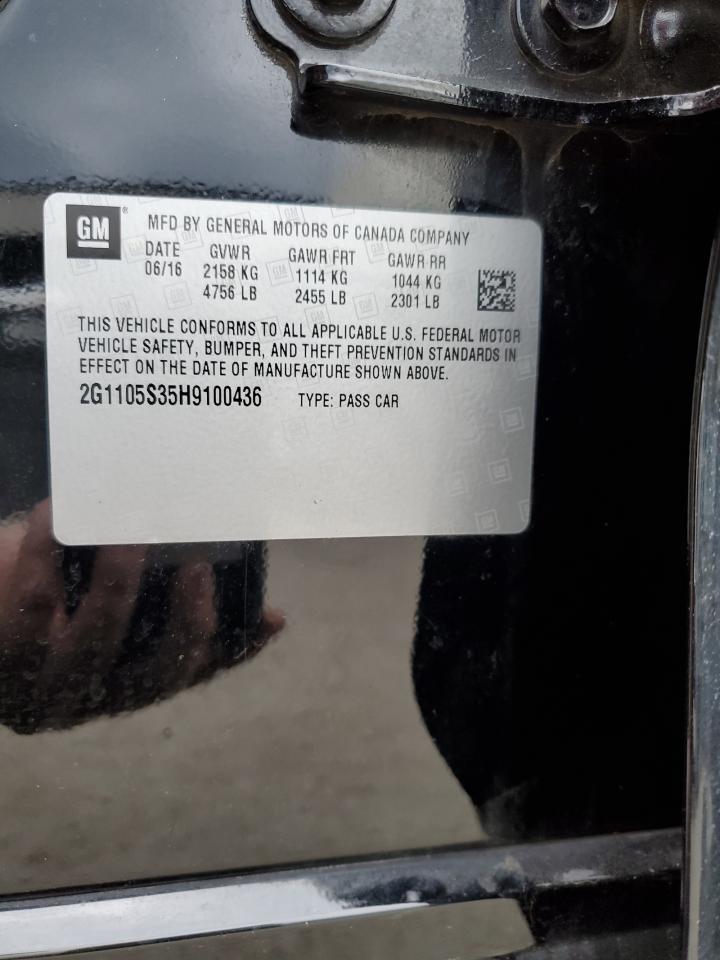 GM ® MFD BY GENERAL MOTORS OF CANADA COMPANY
DATE GVWR GAWR FRT GAWR RR
06/16 2158 KG 1114 KG 1044 KG
4756 LB 2455 LB 2301 LB
THIS VEHICLE CONFORMS TO ALL APPLICABLE U.S. FEDERAL MOTOR
VEHICLE SAFETY, BUMPER, AND THEFT PREVENTION STANDARDS IN
EFFECT ON THE DATE OF MANUFACTURE SHOWN ABOVE.
2G1105S35H9100436 TYPE: PASS CAR